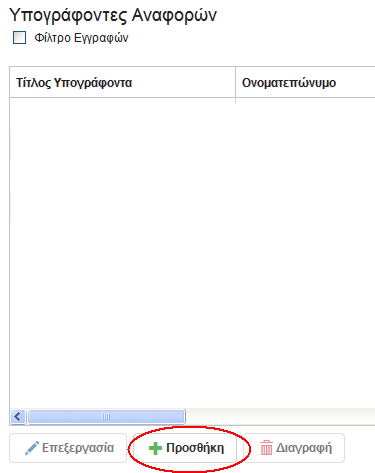 Υπογράφοντες Αναφορών
Φίλτρο Εγγραφών
Τίτλος Υπογράφοντα Ονοματεπώνυμο
Επεξεργασία Προσθήκη Διαγραφή